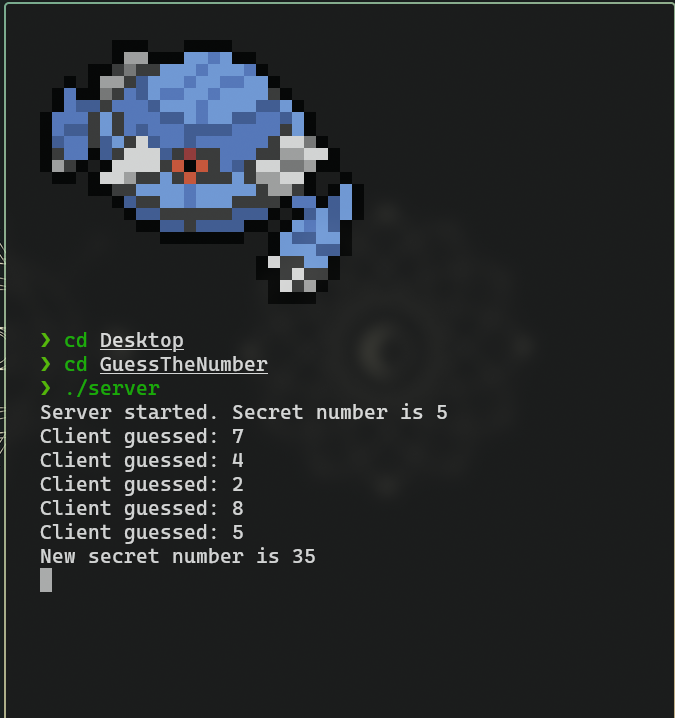 ❯ cd Desktop
❯ cd GuessTheNumber
❯ ./server
Server started. Secret number is 5
Client guessed: 7
Client guessed: 4
Client guessed: 2
Client guessed: 8
Client guessed: 5
New secret number is 35